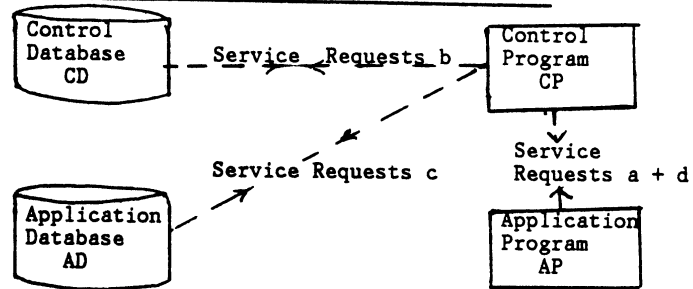 Control
Database
CD
Service Requests b
Control
Program
CP
Service Requests c
Service
Requests a + d
Application
Database
AD
Application
Program
AP